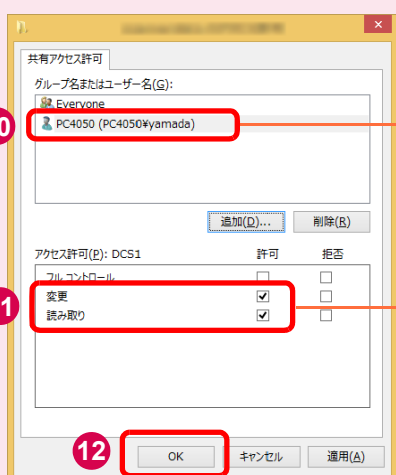 ×
共有アクセス許可
グループ名またはユーザー名(G):
Everyone
PC4050 (PC4050¥yamada)
追加(D)... 削除(R)
アクセス許可(P): DCS1 許可 拒否
フル コントロール
変更
読み取り
12
OK キャンセル 適用(A)